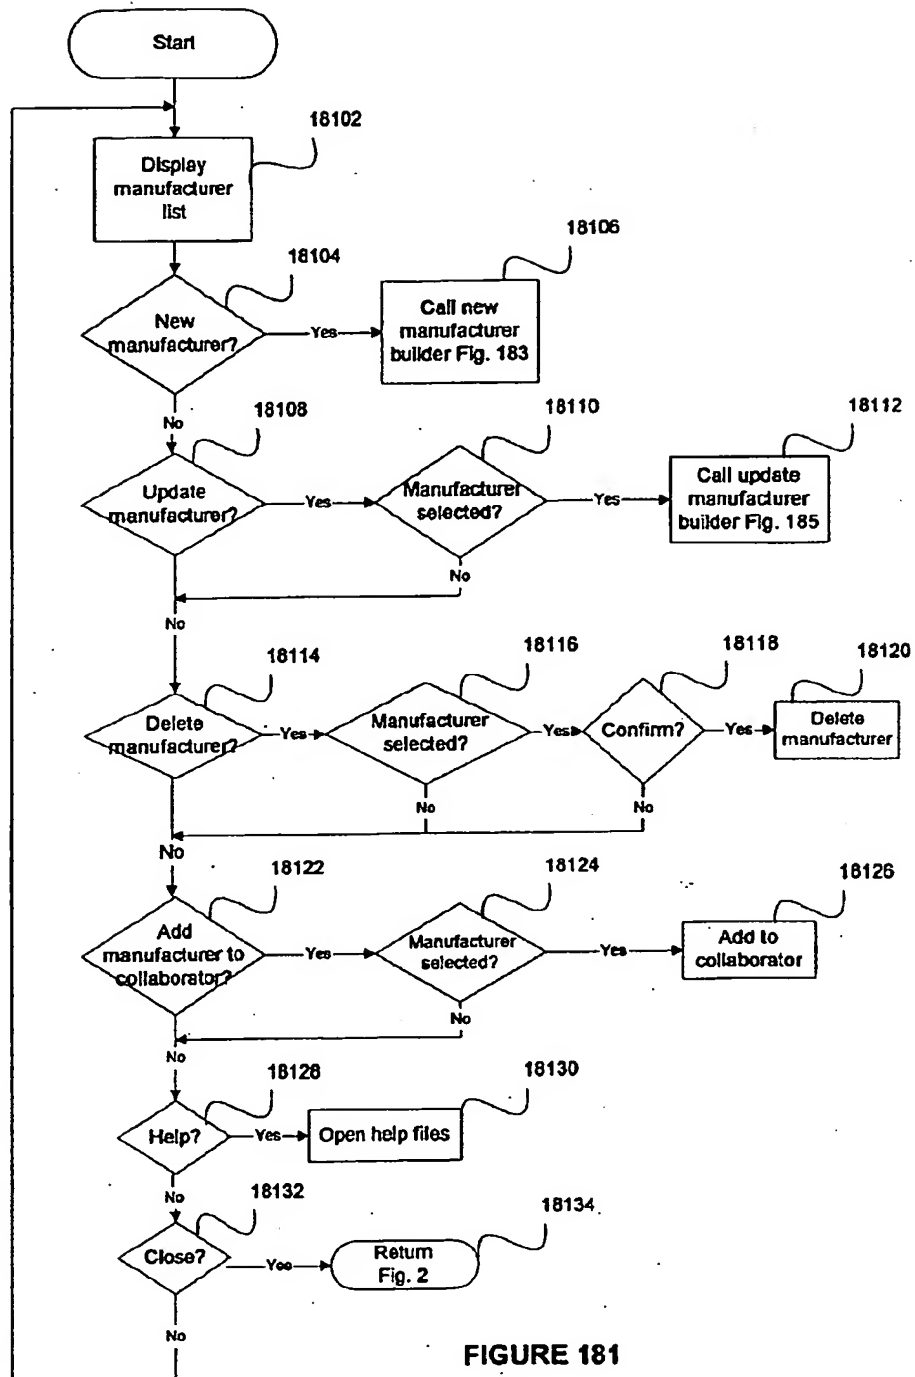 Start
18102
Display
manufacturer
list
18104
18106
New
manufacturer?
Yes
Call new
manufacturer
builder Fig. 183
No
18108
18110
18112
Update
manufacturer?
Yes
Manufacturer
selected?
Yes
Call update
manufacturer
builder Fig. 185
No
No
18114
18116
18118
18120
Delete
manufacturer?
Yes
Manufacturer
selected?
Yes
Confirm?
Yes
Delete
manufacturer
No
No
No
18122
18124
18126
Add
manufacturer to
collaborator?
Yes
Manufacturer
selected?
Yes
Add to
collaborator
No
No
18128
18130
Help?
Yes
Open help files
No
18132
18134
Close?
Yes
Return
Fig. 2
No
FIGURE 181